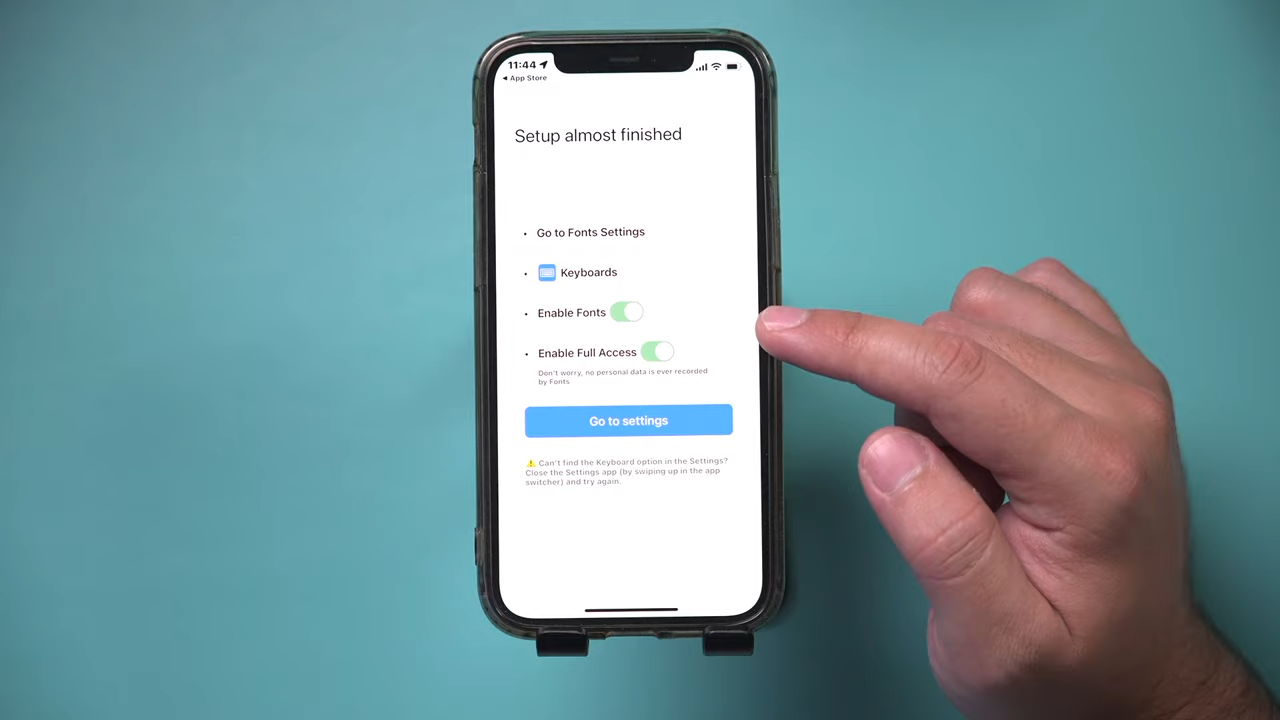 11:44
◀ App Store
Setup almost finished
• Go to Fonts Settings
• Keyboards
• Enable Fonts
• Enable Full Access
Don't worry, no personal data is ever recorded
by Fonts
Go to settings
⚠️ Can't find the Keyboard option in the Settings?
Close the Settings app (by swiping up in the app
switcher) and try again.